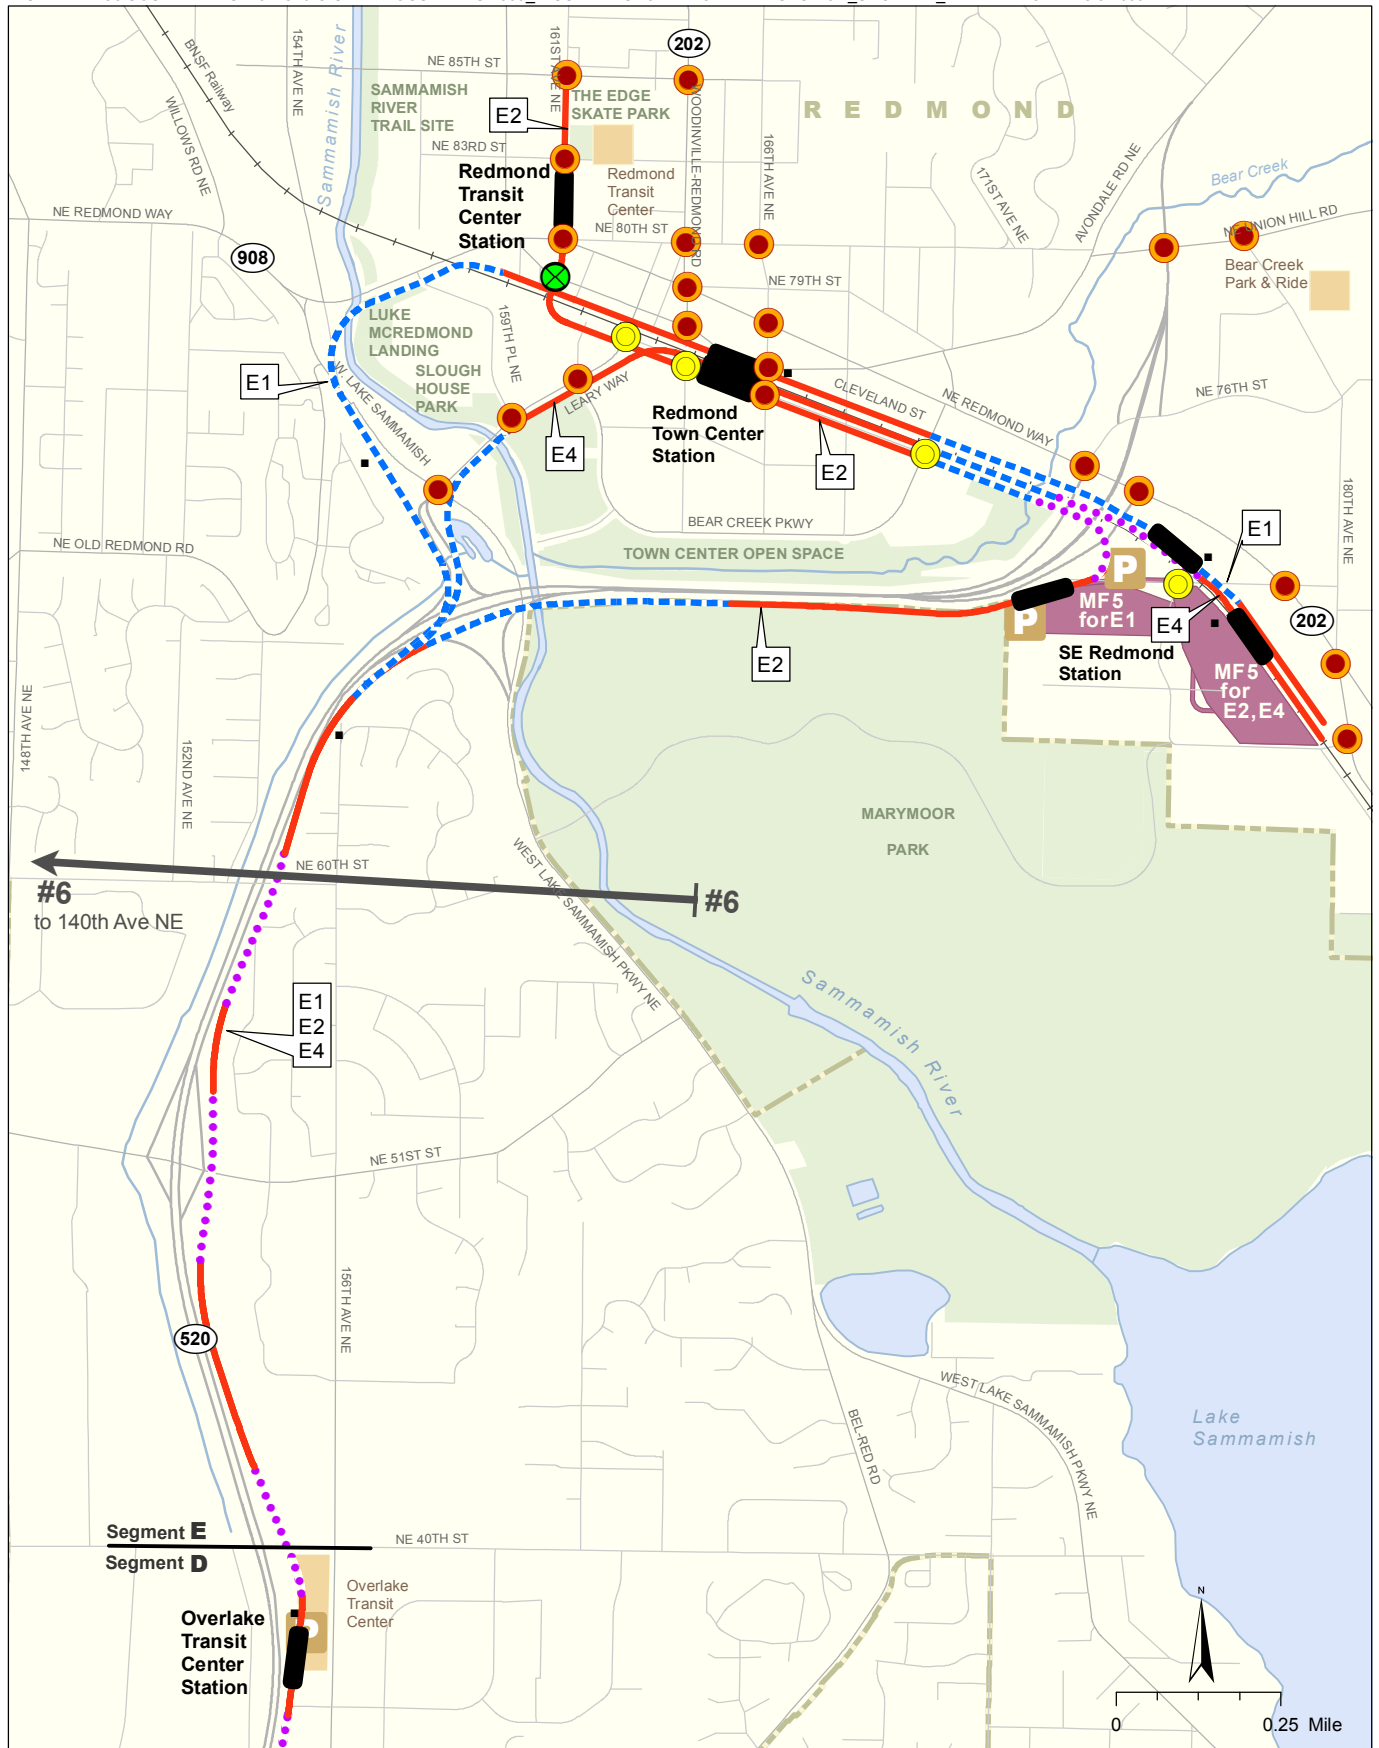 202
NE 85TH ST
161ST AVE NE
154TH AVE NE
BNSF Railway
Sammamish River
SAMMAMISH
RIVER
TRAIL SITE
E2
THE EDGE
SKATE PARK
REDMOND
WOODINVILLE-REDMOND RD
166TH AVE NE
WILLOWS RD NE
NE 83RD ST
Redmond
Transit
Center
Station
Redmond
Transit
Center
171ST AVE NE
AVONDALE RD NE
Bear Creek
NE REDMOND WAY
NE 80TH ST
NE UNION HILL RD
908
Bear Creek
Park & Ride
NE 79TH ST
LUKE
MCREDMOND
LANDING
159TH PL NE
SLOUGH
HOUSE
PARK
E1
W. LAKE SAMMAMISH
LEARY WAY
CLEVELAND ST
NE REDMOND WAY
NE 76TH ST
Redmond
Town Center
Station
E4
E2
180TH AVE NE
BEAR CREEK PKWY
E1
NE OLD REDMOND RD
TOWN CENTER OPEN SPACE
P
P
MF5
for E1
E4
202
SE Redmond
Station
E2
MF5
for
E2, E4
148TH AVE NE
152ND AVE NE
MARYMOOR
PARK
NE 60TH ST
#6
to 140th Ave NE
#6
WEST LAKE SAMMAMISH PKWY NE
Sammamish River
E1
E2
E4
NE 51ST ST
156TH AVE NE
520
WEST LAKE SAMMAMISH PKWY NE
BEL-RED RD
Lake
Sammamish
Segment E
Segment D
NE 40TH ST
Overlake
Transit
Center
P
Overlake
Transit
Center
Station
N
0
0.25 Mile